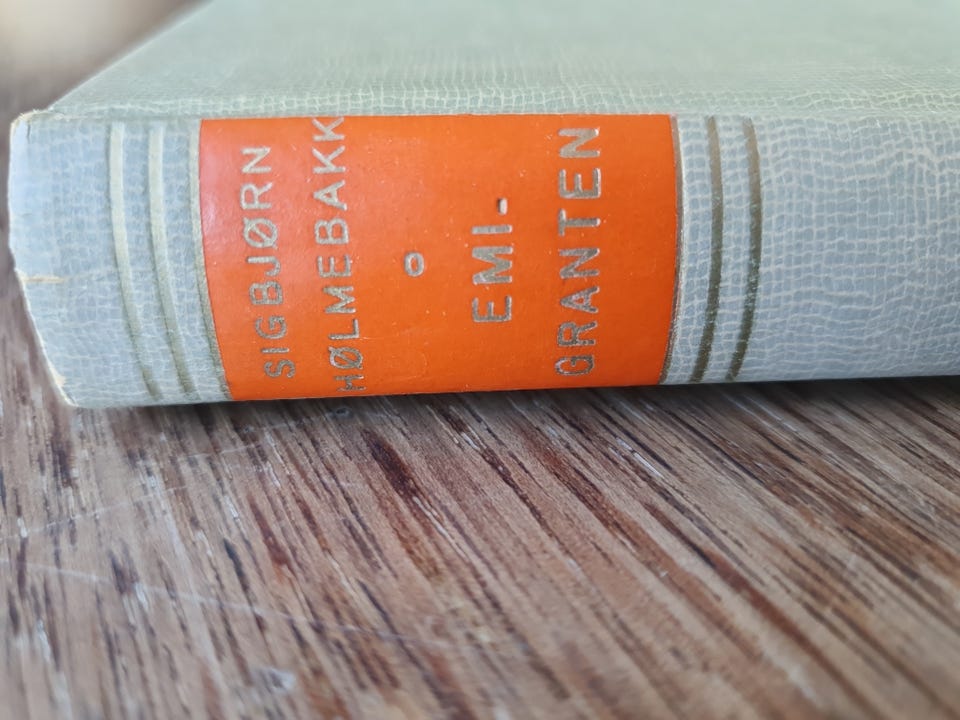 SIGBJØRN
HØLMEBAKK
o
EMI-
GRANTEN